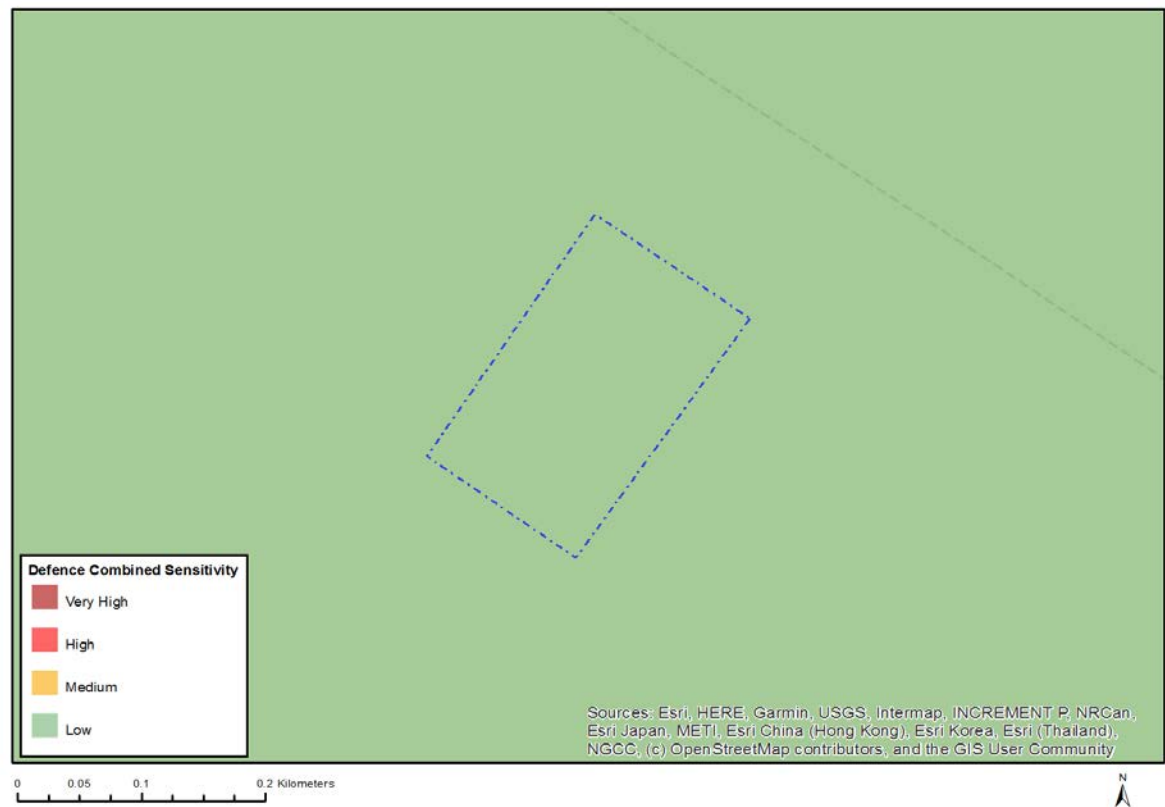 Defence Combined Sensitivity
Very High
High
Medium
Low
Sources: Esri, HERE, Garmin, USGS, Intermap, INCREMENT P, NRCan,
Esri Japan, METI, Esri China (Hong Kong), Esri Korea, Esri (Thailand),
NGCC, (c) OpenStreetMap contributors, and the GIS User Community
0 0.05 0.1 0.2 Kilometers
N